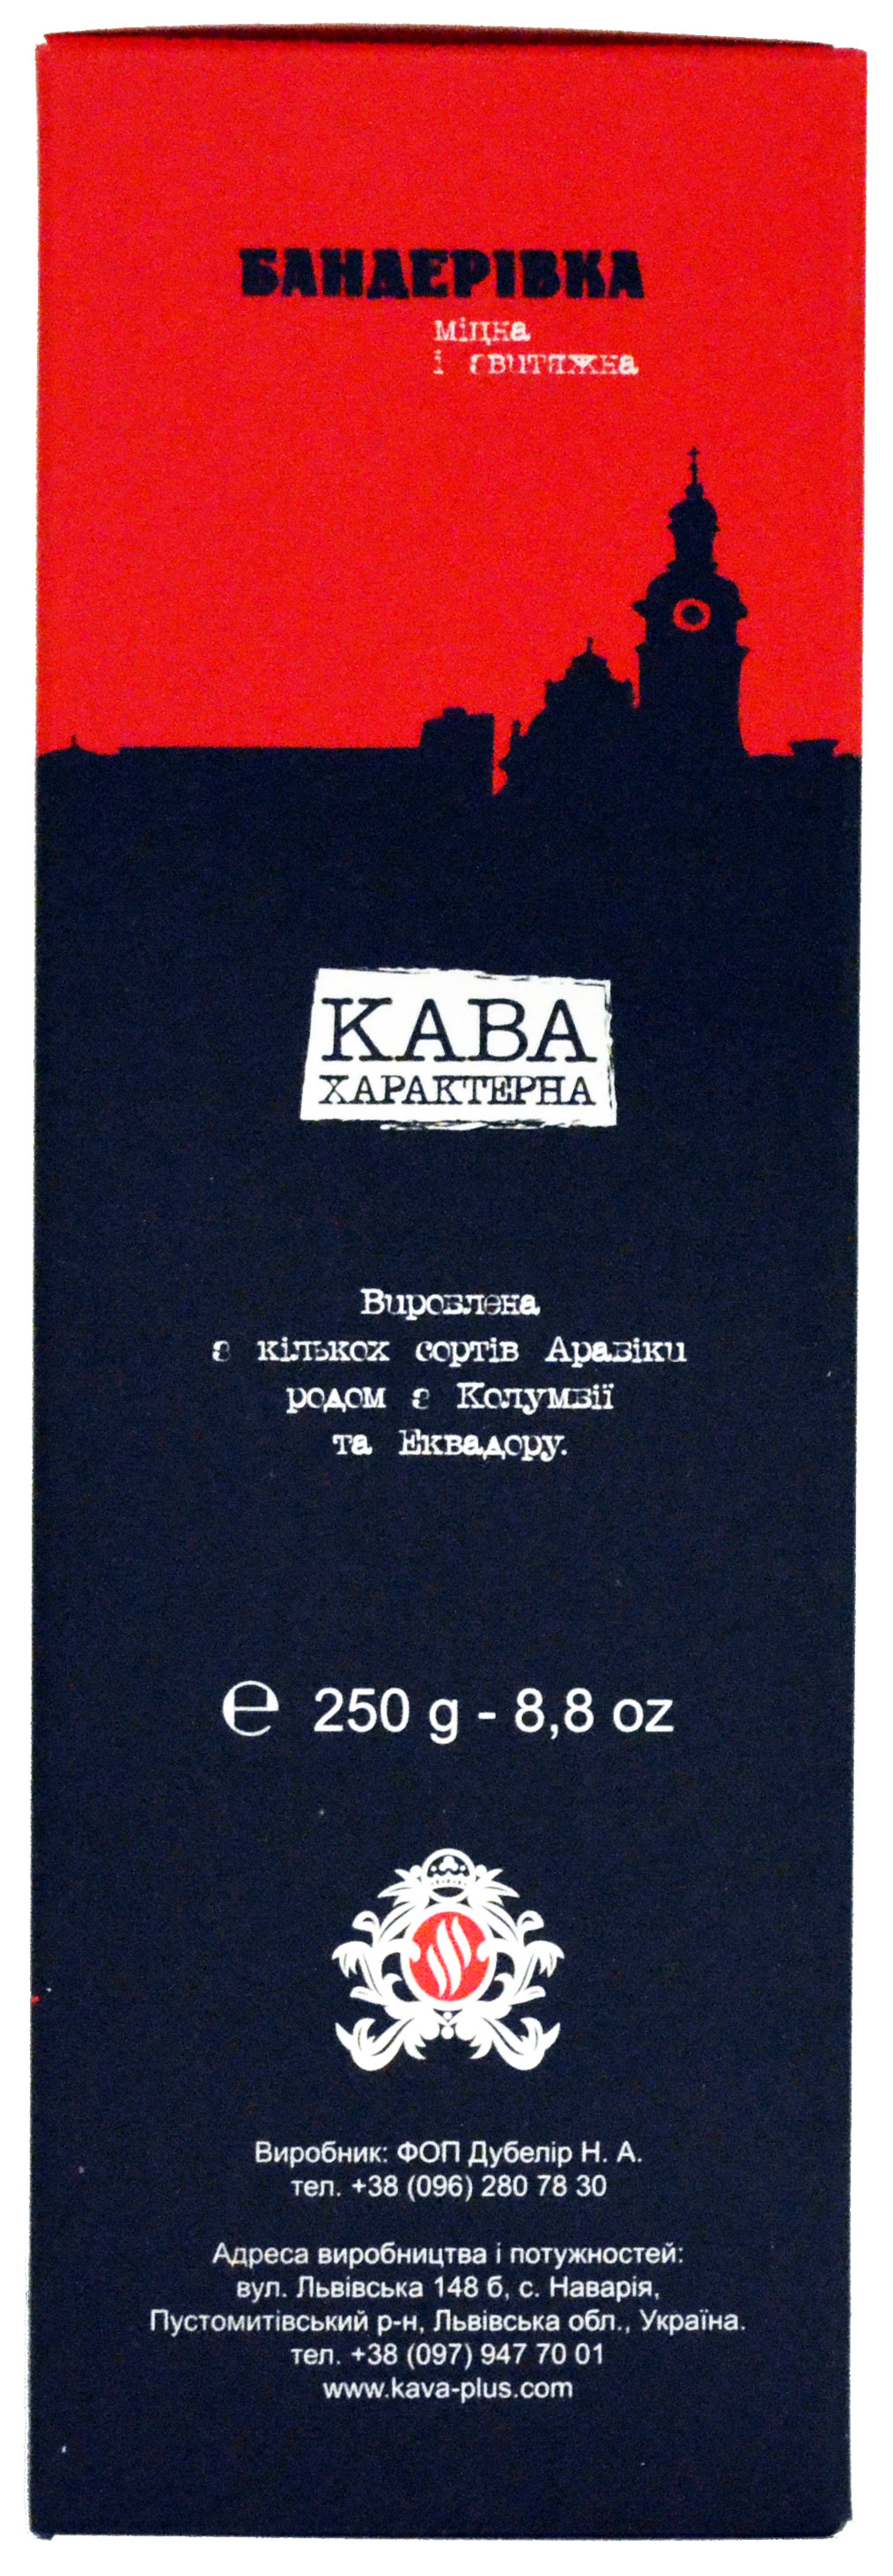 БАНДЕРІВКА
міцна
і звитяжна
КАВА
ХАРАКТЕРНА
Вироблена
з кількох сортів Арабіки
родом з Колумбії
та Еквадору.
℮ 250 g - 8,8 oz
Виробник: ФОП Дубелір Н. А.
тел. +38 (096) 280 78 30
Адреса виробництва і потужностей:
вул. Львівська 148 б, с. Наварія,
Пустомитівський р-н, Львівська обл., Україна.
тел. +38 (097) 947 70 01
www.kava-plus.com